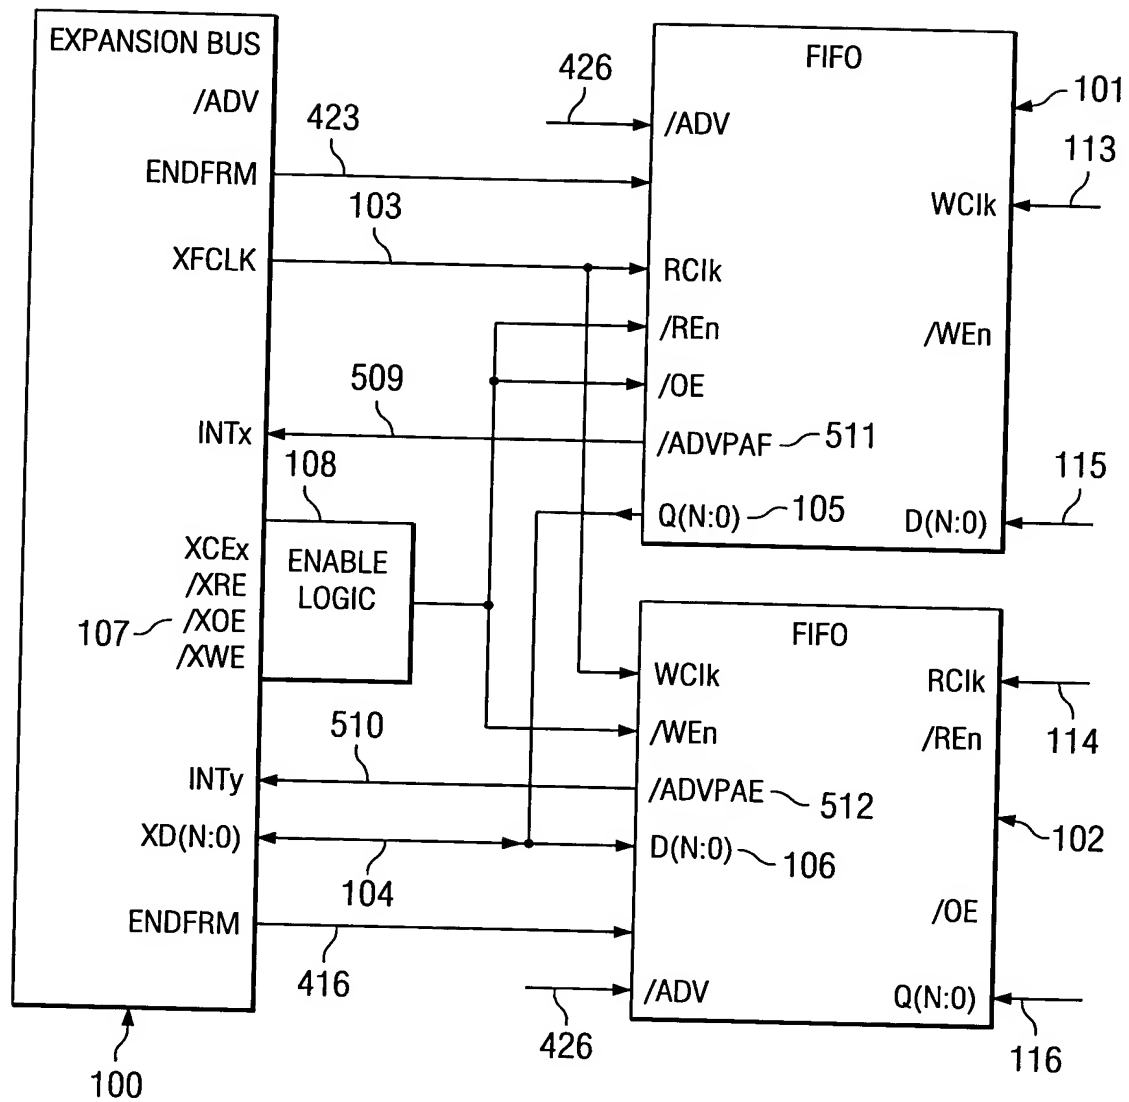 EXPANSION BUS
/ADV
ENDFRM
XFCLK
INTx
XCEx
/XRE
/XOE
/XWE
107
INTy
XD(N:0)
ENDFRM
100
423
103
509
108
ENABLE
LOGIC
510
104
416
426
FIFO
/ADV
RClk
/REn
/OE
/ADVPAF
511
Q(N:0)
105
WClk
/WEn
D(N:0)
101
113
115
FIFO
WClk
/WEn
/ADVPAE
512
D(N:0)
106
/ADV
426
RClk
/REn
/OE
Q(N:0)
114
102
116